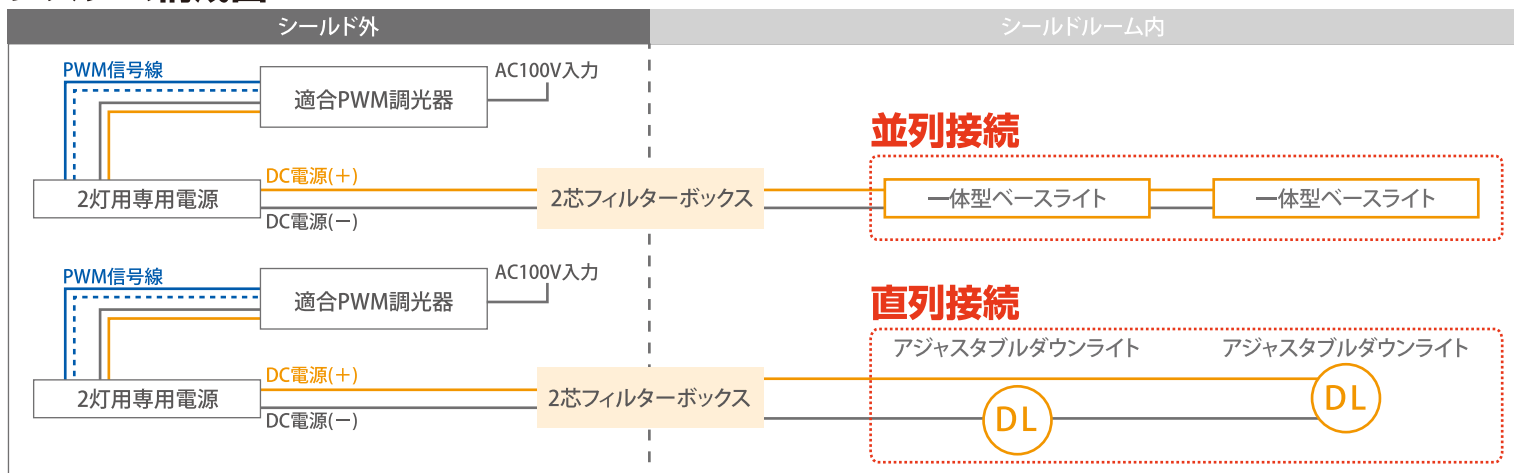 シールド外
シールドルーム内
PWM信号線
適合PWM調光器
AC100V入力
並列接続
2灯用専用電源
DC電源(+)
DC電源(−)
2芯フィルターボックス
一体型ベースライト
一体型ベースライト
PWM信号線
適合PWM調光器
AC100V入力
直列接続
アジャスタブルダウンライト
アジャスタブルダウンライト
2灯用専用電源
DC電源(+)
DC電源(−)
2芯フィルターボックス
DL
DL